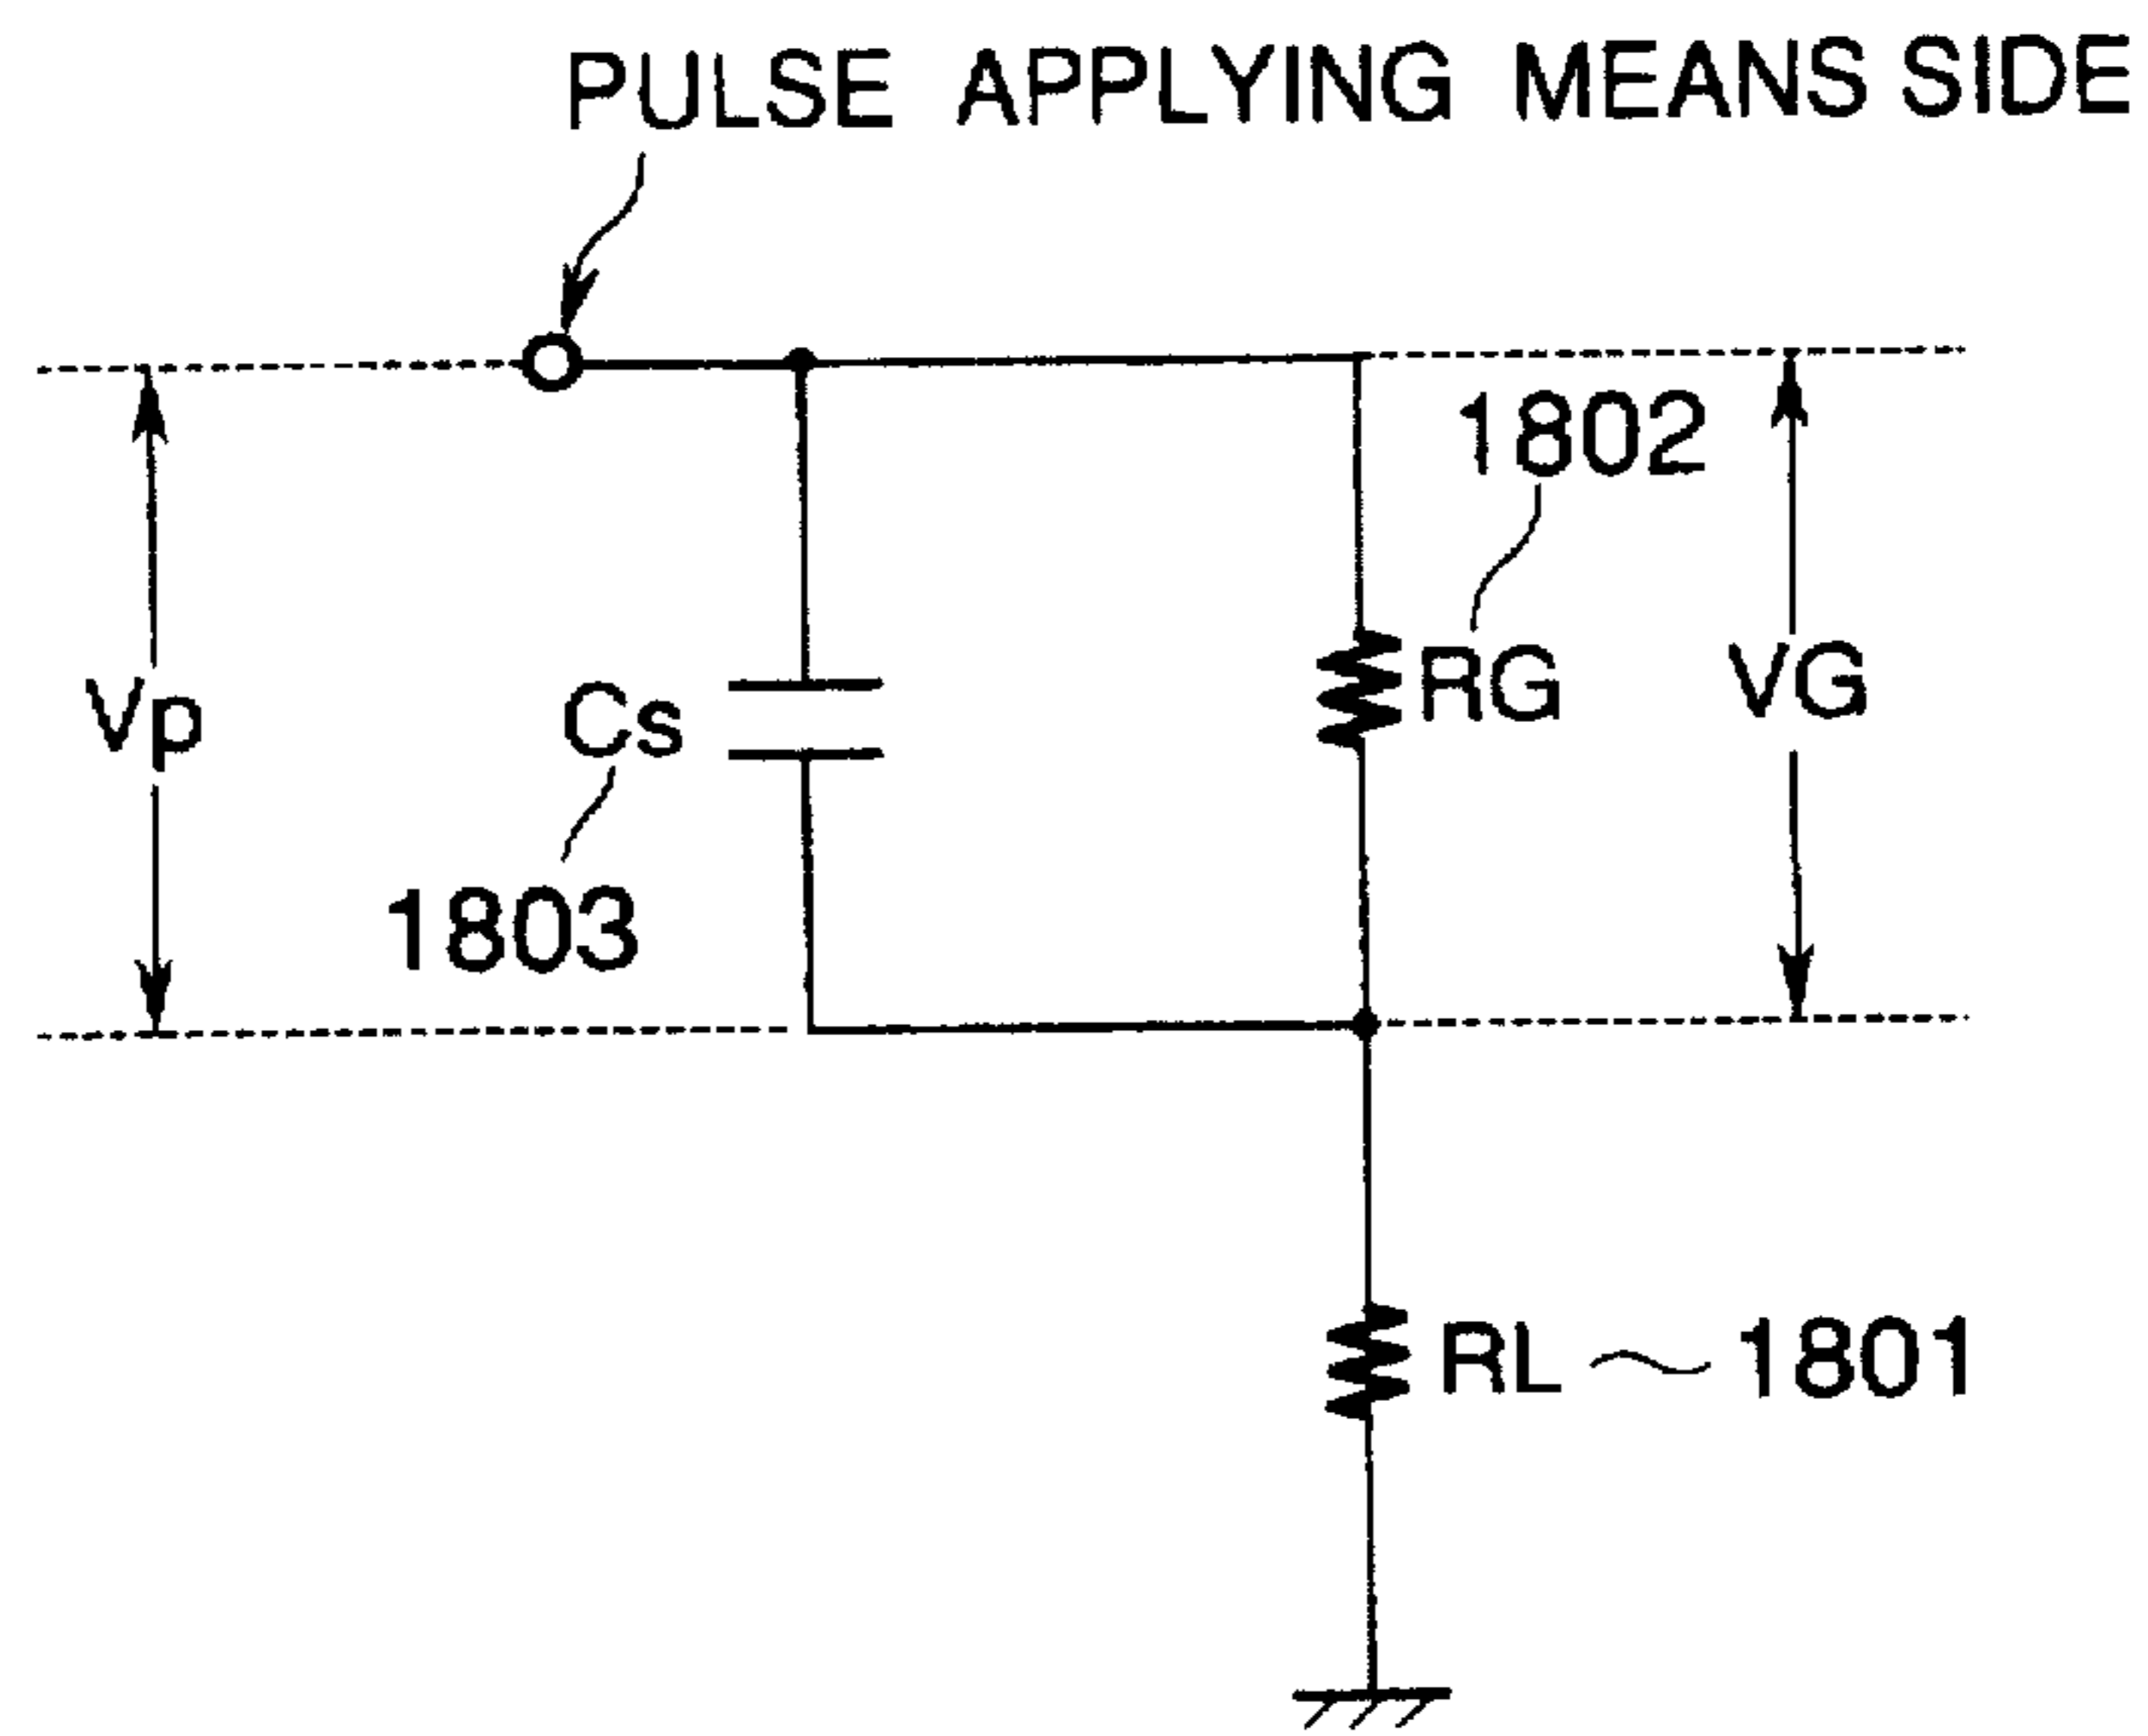 PULSE APPLYING MEANS SIDE
1802
Vp
Cs
RG
VG
1803
RL 1801